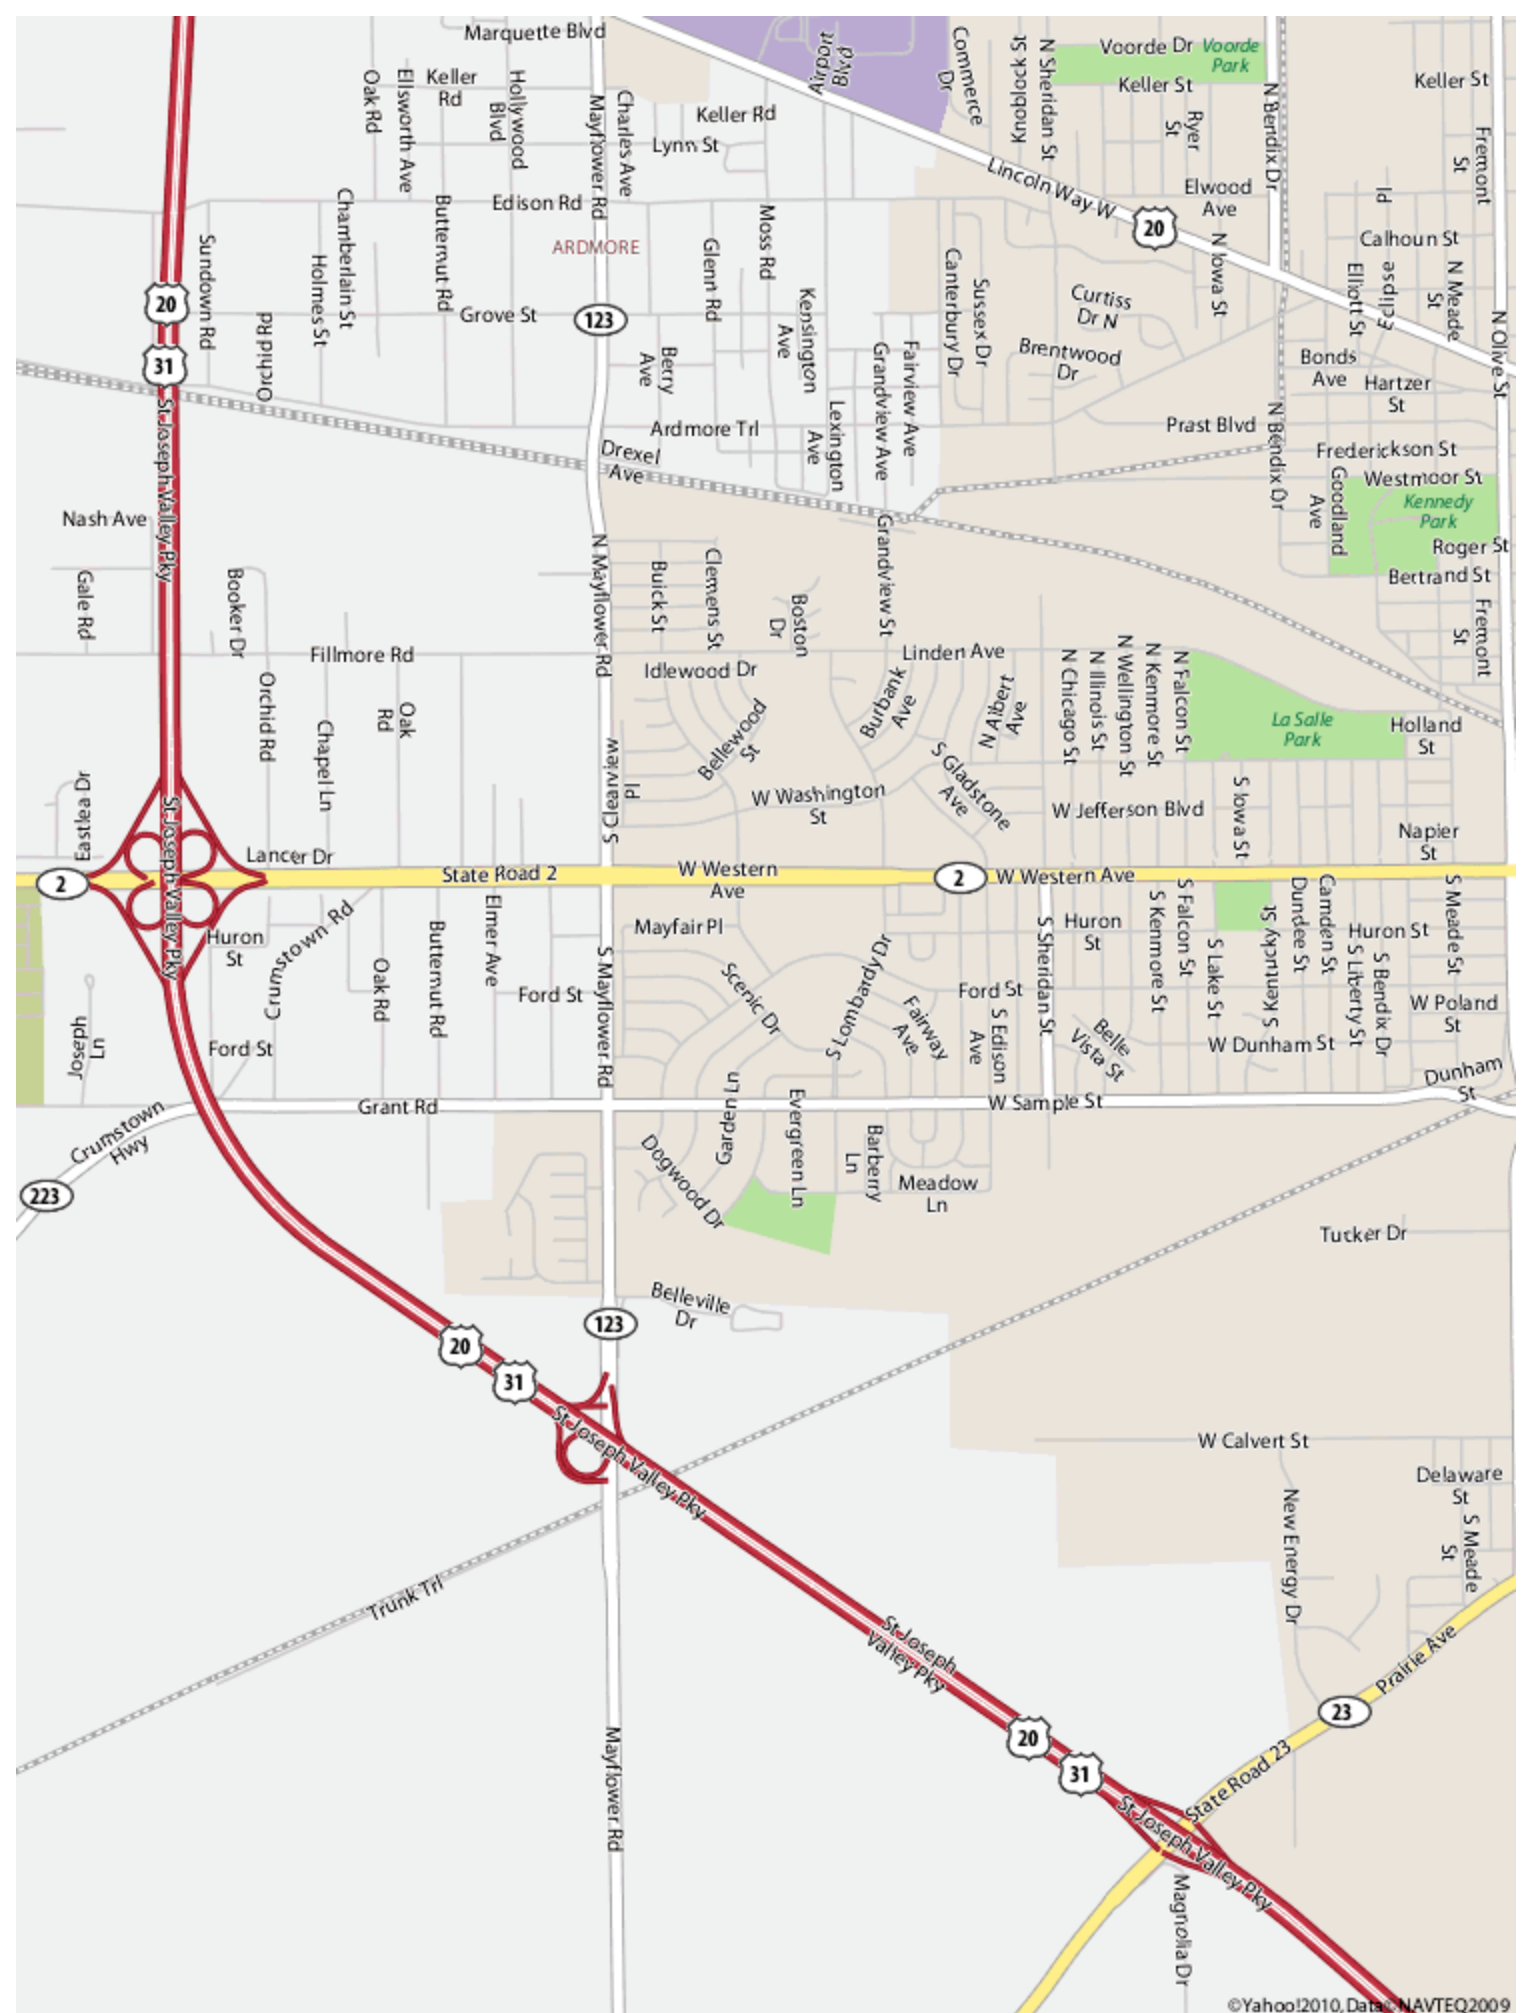 Marquette Blvd
Airport
Blvd
Commerce
Dr
Knoblock St
N Sheridan St
Voorde Dr
Voorde
Park
Keller St
Keller St
Oak Rd
Ellsworth Ave
Keller
Rd
Hollywood
Blvd
Mayflower Rd
Charles Ave
Keller Rd
Lynn St
Ryer
St
N Bendix Dr
Fremont
St
Lincoln Way W
Elwood
Ave
Pl
Edison Rd
Chamberlain St
Butternut Rd
ARDMORE
Moss Rd
Glenn Rd
20
N Iowa St
Calhoun St
Sundown Rd
Holmes St
Canterbury Dr
Sussex Dr
Elliott St
Eclipse
N Meade
St
20
Orchid Rd
Grove St
123
Kensington
Ave
Curtiss
Dr N
N Olive St
31
Berry
Ave
Grandview Ave
Fairview Ave
Brentwood
Dr
Bonds
Ave
Hartzer
St
St Joseph Valley Pky
Ardmore Trl
Lexington
Ave
Prast Blvd
N Bendix Dr
Drexel
Ave
Frederickson St
Westmoor St
Goodland
Ave
Kennedy
Park
Nash Ave
Roger St
Bertrand St
Gale Rd
Booker Dr
N Mayflower Rd
Buick St
Clemens St
Boston
Dr
Grandview St
Fremont
St
Fillmore Rd
Linden Ave
Idlewood Dr
N Chicago St
N Illinois St
N Wellington St
N Kenmore St
N Falcon St
Orchid Rd
Oak
Rd
Chapel Ln
Bellewood
St
Burbank
Ave
N Albert
Ave
La Salle
Park
Holland
St
S Clearview
Pl
S Gladstone
Ave
Eastlea Dr
St Joseph Valley Pky
W Washington
St
W Jefferson Blvd
S Iowa St
Napier
St
Lancer Dr
2
State Road 2
W Western
Ave
2
W Western Ave
Huron
St
Crumstown Rd
Oak Rd
Butternut Rd
Elmer Ave
Mayfair Pl
S Sheridan St
Huron
St
S Kenmore St
S Falcon St
S Lake St
S Kentucky St
Dundee St
Camden St
S Liberty St
Huron St
S Bendix Dr
S Meade St
Ford St
S Mayflower Rd
Scenic Dr
S Lombardy Dr
Fairway
Ave
Ford St
S Edison
Ave
Belle
Vista St
W Poland
St
Joseph
Ln
Ford St
W Dunham St
Dunham
St
Crumstown
Hwy
Grant Rd
Garden Ln
Evergreen Ln
W Sample St
Dogwood Dr
Barberry
Ln
Meadow
Ln
223
Tucker Dr
Belleville
Dr
123
20
31
St Joseph Valley Pky
W Calvert St
Delaware
St
New Energy Dr
S Meade
St
Trunk Trl
St Joseph
Valley Pky
Prairie Ave
23
20
31
State Road 23
Mayflower Rd
St Joseph Valley Pky
Magnolia Dr
©Yahoo!2010, Data©NAVTEQ2009